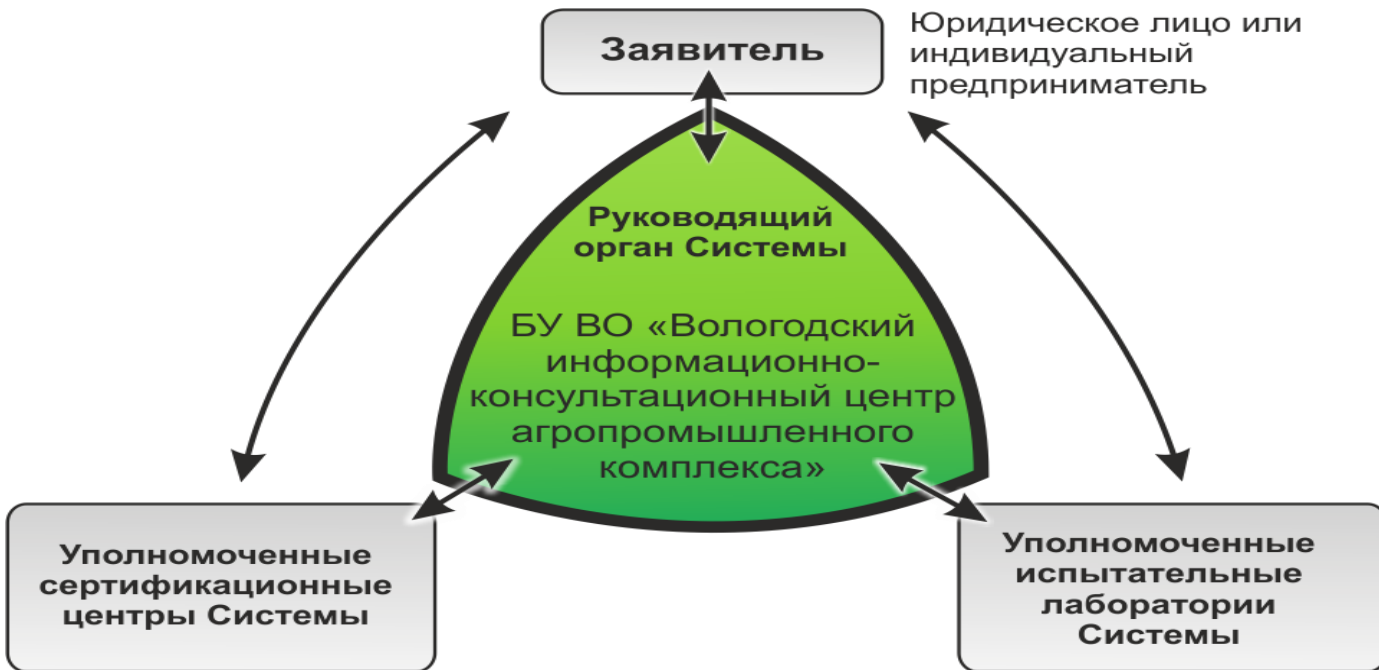 Заявитель
Юридическое лицо или
индивидуальный
предприниматель
Руководящий
орган Системы
БУ ВО «Вологодский
информационно-
консультационный центр
агропромышленного
комплекса»
Уполномоченные
сертификационные
центры Системы
Уполномоченные
испытательные
лаборатории
Системы